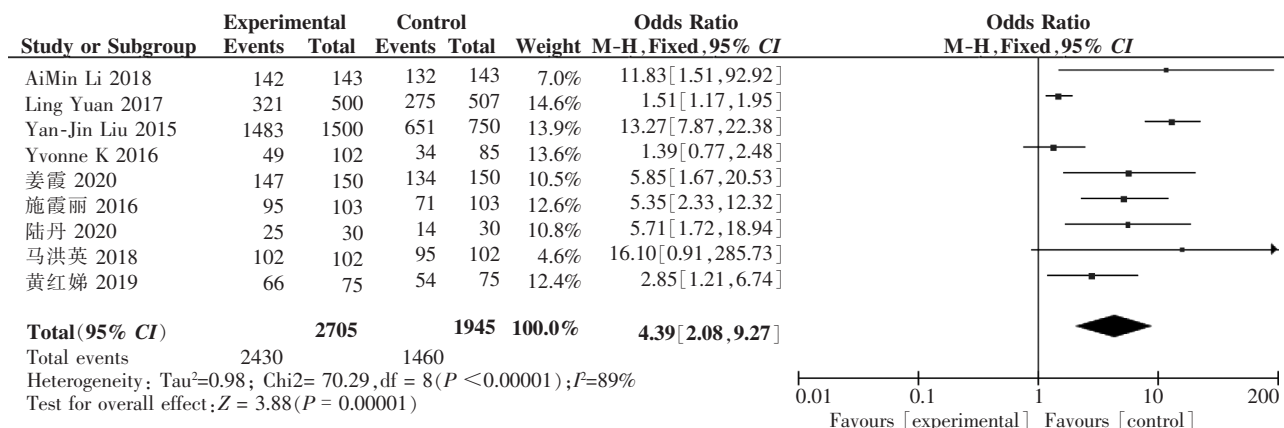 Experimental Control Odds Ratio Odds Ratio
Study or Subgroup Events Total Events Total Weight M-H,Fixed,95% CI M-H,Fixed,95% CI
AiMin Li 2018 142 143 132 143 7.0% 11.83[1.51,92.92]
Ling Yuan 2017 321 500 275 507 14.6% 1.51[1.17,1.95]
Yan-Jin Liu 2015 1483 1500 651 750 13.9% 13.27[7.87,22.38]
Yvonne K 2016 49 102 34 85 13.6% 1.39[0.77,2.48]
姜霞 2020 147 150 134 150 10.5% 5.85[1.67,20.53]
施霞丽 2016 95 103 71 103 12.6% 5.35[2.33,12.32]
陆丹 2020 25 30 14 30 10.8% 5.71[1.72,18.94]
马洪英 2018 102 102 95 102 4.6% 16.10[0.91,285.73]
黄红娣 2019 66 75 54 75 12.4% 2.85[1.21,6.74]
Total(95% CI) 2705 1945 100.0% 4.39[2.08,9.27]
Total events 2430 1460
Heterogeneity: Tau²=0.98; Chi2= 70.29,df = 8(P <0.00001);I²=89%
Test for overall effect:Z = 3.88(P = 0.00001)
0.01 0.1 1 10 200
Favours [experimental] Favours [control]